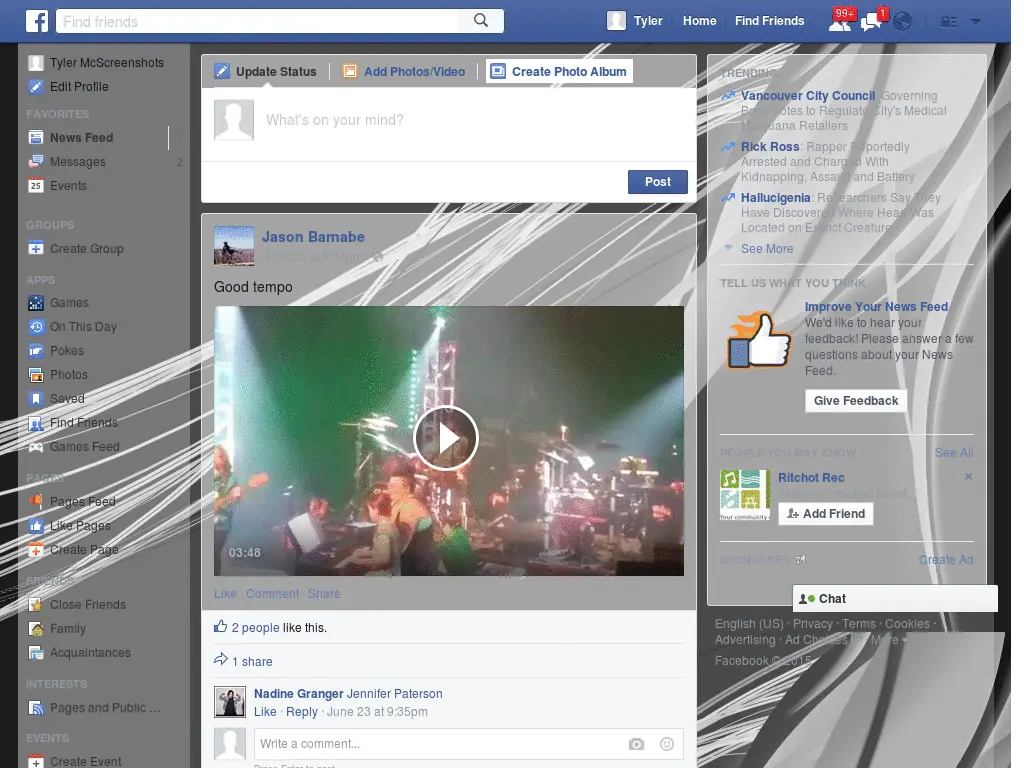 Find friends
Tyler
Home
Find Friends
99+
1
Tyler McScreenshots
Edit Profile
FAVORITES
News Feed
Messages 2
Events
GROUPS
Create Group
APPS
Games
On This Day
Pokes
Photos
Saved
Find Friends
Games Feed
PAGES
Pages Feed
Like Pages
Create Page
FRIENDS
Close Friends
Family
Acquaintances
INTERESTS
Pages and Public ...
EVENTS
Create Event
Update Status
Add Photos/Video
Create Photo Album
What's on your mind?
Post
Jason Barnabe
June 23 at
Good tempo
03:48
Like Comment Share
2 people like this.
1 share
Nadine Granger Jennifer Paterson
Like · Reply · June 23 at 9:35pm
Write a comment...
Press Enter to post.
TRENDING
Vancouver City Council: Governing
Body Votes to Regulate City's Medical
Marijuana Retailers
Rick Ross: Rapper Reportedly
Arrested and Charged With
Kidnapping, Assault and Battery
Hallucigenia: Researchers Say They
Have Discovered Where Head Was
Located on Extinct Creature
See More
TELL US WHAT YOU THINK
Improve Your News Feed
We'd like to hear your
feedback! Please answer a few
questions about your News
Feed.
Give Feedback
PEOPLE YOU MAY KNOW
See All
Ritchot Rec
mutual friend
Your community
Add Friend
SPONSORED
Create Ad
Chat
English (US) · Privacy · Terms · Cookies ·
Advertising · Ad Choices · More
Facebook © 2015